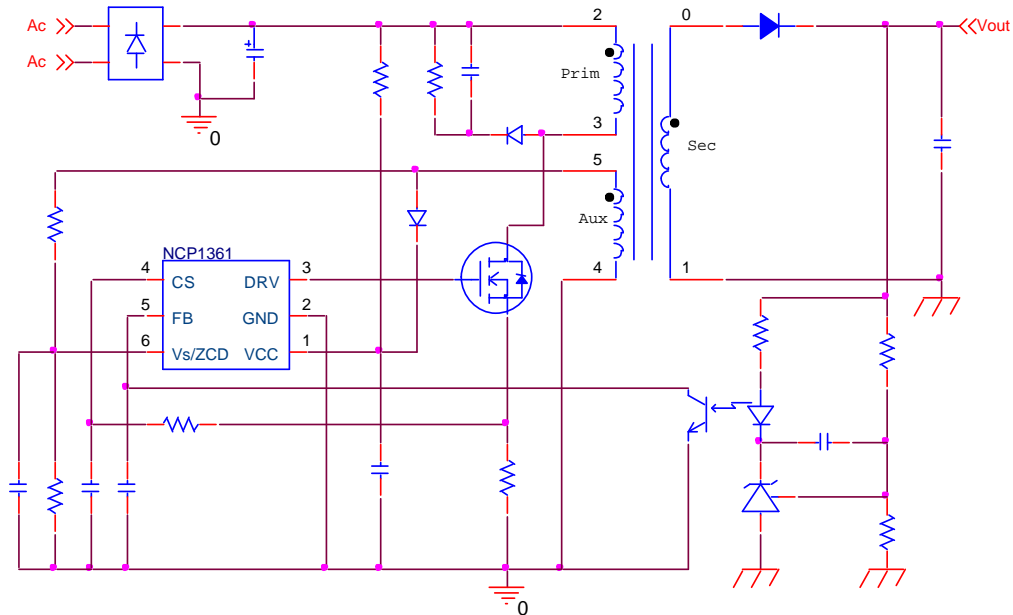 Ac
Ac
0
2
Prim
3
5
Aux
4
0
Sec
1
Vout
NCP1361
4 CS DRV 3
5 FB GND 2
6 Vs/ZCD VCC 1
0